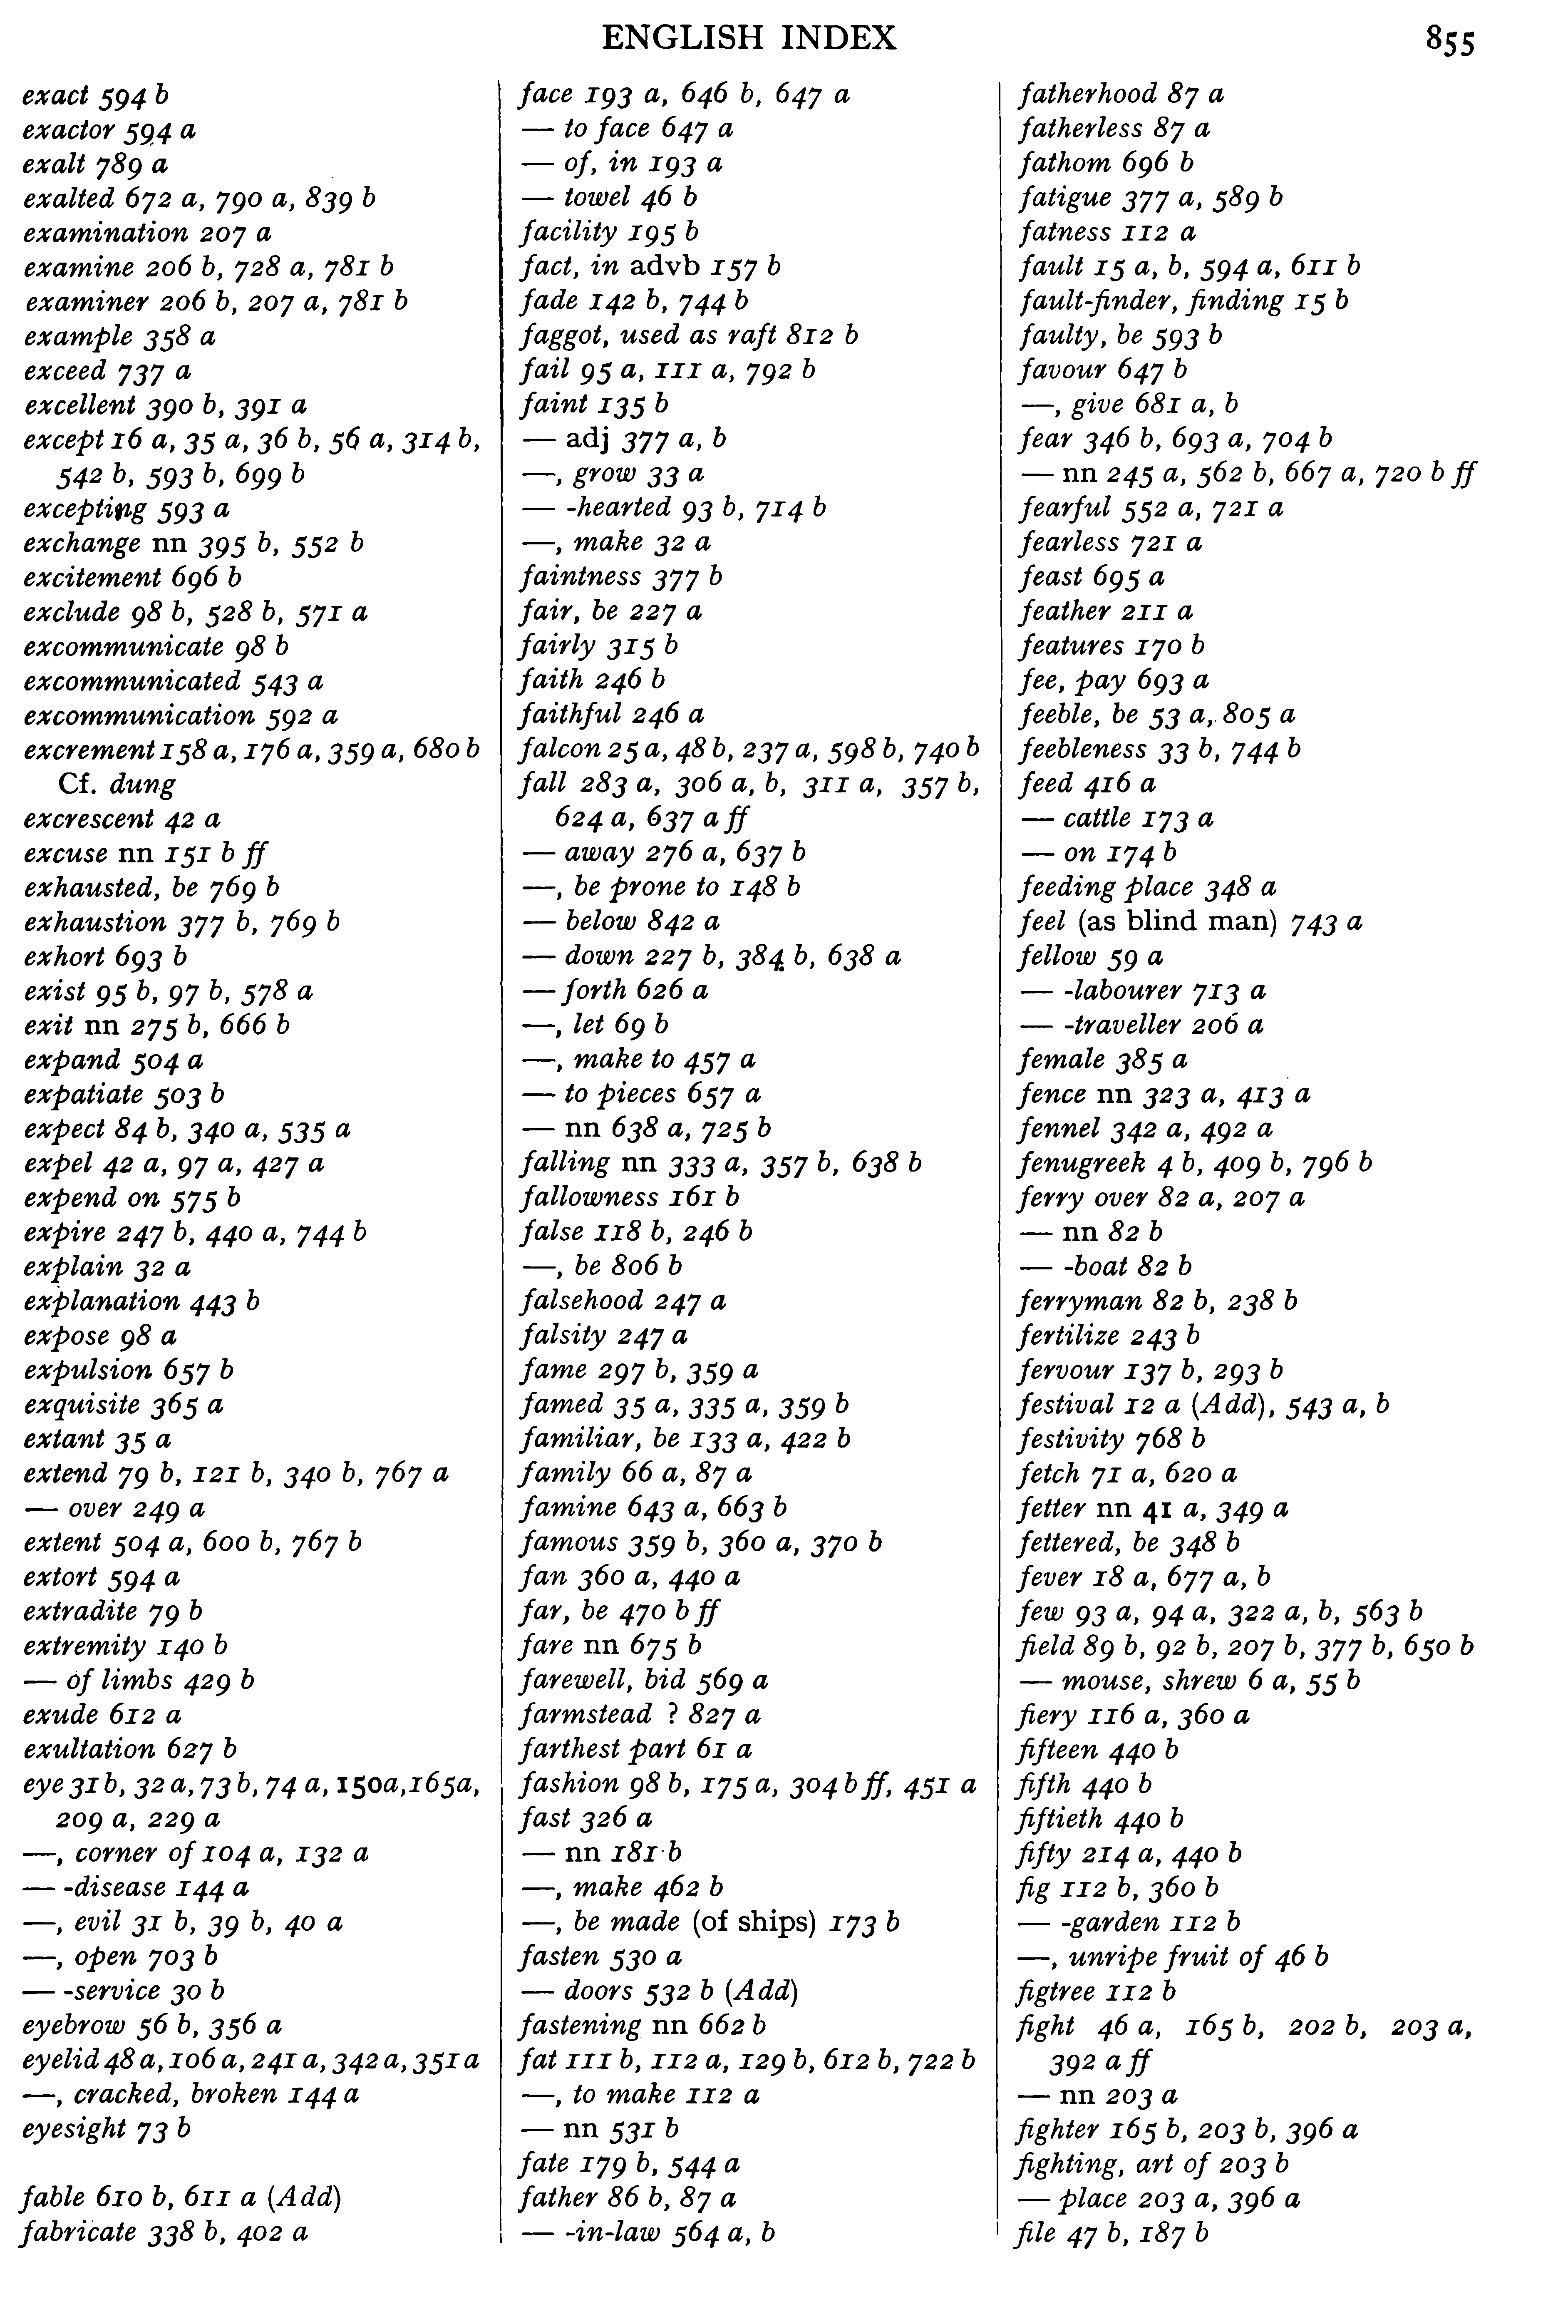 ENGLISH INDEX
855
exact 594 b
exactor 594 a
exalt 789 a
exalted 672 a, 790 a, 839 b
examination 207 a
examine 206 b, 728 a, 781 b
examiner 206 b, 207 a, 781 b
example 358 a
exceed 737 a
excellent 390 b, 391 a
except 16 a, 35 a, 36 b, 56 a, 314 b,
542 b, 593 b, 699 b
excepting 593 a
exchange nn 395 b, 552 b
excitement 696 b
exclude 98 b, 528 b, 571 a
excommunicate 98 b
excommunicated 543 a
excommunication 592 a
excrement 158 a, 176 a, 359 a, 680 b
Cf. dung
excrescent 42 a
excuse nn 151 b ff
exhausted, be 769 b
exhaustion 377 b, 769 b
exhort 693 b
exist 95 b, 97 b, 578 a
exit nn 275 b, 666 b
expand 504 a
expatiate 503 b
expect 84 b, 340 a, 535 a
expel 42 a, 97 a, 427 a
expend on 575 b
expire 247 b, 440 a, 744 b
explain 32 a
explanation 443 b
expose 98 a
expulsion 657 b
exquisite 365 a
extant 35 a
extend 79 b, 121 b, 340 b, 767 a
— over 249 a
extent 504 a, 600 b, 767 b
extort 594 a
extradite 79 b
extremity 140 b
— of limbs 429 b
exude 612 a
exultation 627 b
eye 31 b, 32 a, 73 b, 74 a, 150a, 165a,
209 a, 229 a
—, corner of 104 a, 132 a
— -disease 144 a
—, evil 31 b, 39 b, 40 a
—, open 703 b
— -service 30 b
eyebrow 56 b, 356 a
eyelid 48 a, 106 a, 241 a, 342 a, 351 a
—, cracked, broken 144 a
eyesight 73 b
fable 610 b, 611 a (Add)
fabricate 338 b, 402 a
face 193 a, 646 b, 647 a
— to face 647 a
— of, in 193 a
— towel 46 b
facility 195 b
fact, in advb 157 b
fade 142 b, 744 b
faggot, used as raft 812 b
fail 95 a, 111 a, 792 b
faint 135 b
— adj 377 a, b
—, grow 33 a
— -hearted 93 b, 714 b
—, make 32 a
faintness 377 b
fair, be 227 a
fairly 315 b
faith 246 b
faithful 246 a
falcon 25 a, 48 b, 237 a, 598 b, 740 b
fall 283 a, 306 a, b, 311 a, 357 b,
624 a, 637 a ff
— away 276 a, 637 b
—, be prone to 148 b
— below 842 a
— down 227 b, 384 b, 638 a
— forth 626 a
—, let 69 b
—, make to 457 a
— to pieces 657 a
— nn 638 a, 725 b
falling nn 333 a, 357 b, 638 b
fallowness 161 b
false 118 b, 246 b
—, be 806 b
falsehood 247 a
falsity 247 a
fame 297 b, 359 a
famed 35 a, 335 a, 359 b
familiar, be 133 a, 422 b
family 66 a, 87 a
famine 643 a, 663 b
famous 359 b, 360 a, 370 b
fan 360 a, 440 a
far, be 470 b ff
fare nn 675 b
farewell, bid 569 a
farmstead ? 827 a
farthest part 61 a
fashion 98 b, 175 a, 304 b ff, 451 a
fast 326 a
— nn 181 b
—, make 462 b
—, be made (of ships) 173 b
fasten 530 a
— doors 532 b (Add)
fastening nn 662 b
fat 111 b, 112 a, 129 b, 612 b, 722 b
—, to make 112 a
— nn 531 b
fate 179 b, 544 a
father 86 b, 87 a
— -in-law 564 a, b
fatherhood 87 a
fatherless 87 a
fathom 696 b
fatigue 377 a, 589 b
fatness 112 a
fault 15 a, b, 594 a, 611 b
fault-finder, finding 15 b
faulty, be 593 b
favour 647 b
—, give 681 a, b
fear 346 b, 693 a, 704 b
— nn 245 a, 562 b, 667 a, 720 b ff
fearful 552 a, 721 a
fearless 721 a
feast 695 a
feather 211 a
features 170 b
fee, pay 693 a
feeble, be 53 a, 805 a
feebleness 33 b, 744 b
feed 416 a
— cattle 173 a
— on 174 b
feeding place 348 a
feel (as blind man) 743 a
fellow 59 a
— -labourer 713 a
— -traveller 206 a
female 385 a
fence nn 323 a, 413 a
fennel 342 a, 492 a
fenugreek 4 b, 409 b, 796 b
ferry over 82 a, 207 a
— nn 82 b
— -boat 82 b
ferryman 82 b, 238 b
fertilize 243 b
fervour 137 b, 293 b
festival 12 a (Add), 543 a, b
festivity 768 b
fetch 71 a, 620 a
fetter nn 41 a, 349 a
fettered, be 348 b
fever 18 a, 677 a, b
few 93 a, 94 a, 322 a, b, 563 b
field 89 b, 92 b, 207 b, 377 b, 650 b
— mouse, shrew 6 a, 55 b
fiery 116 a, 360 a
fifteen 440 b
fifth 440 b
fiftieth 440 b
fifty 214 a, 440 b
fig 112 b, 360 b
— -garden 112 b
—, unripe fruit of 46 b
figtree 112 b
fight 46 a, 165 b, 202 b, 203 a,
392 a ff
— nn 203 a
fighter 165 b, 203 b, 396 a
fighting, art of 203 b
— place 203 a, 396 a
file 47 b, 187 b